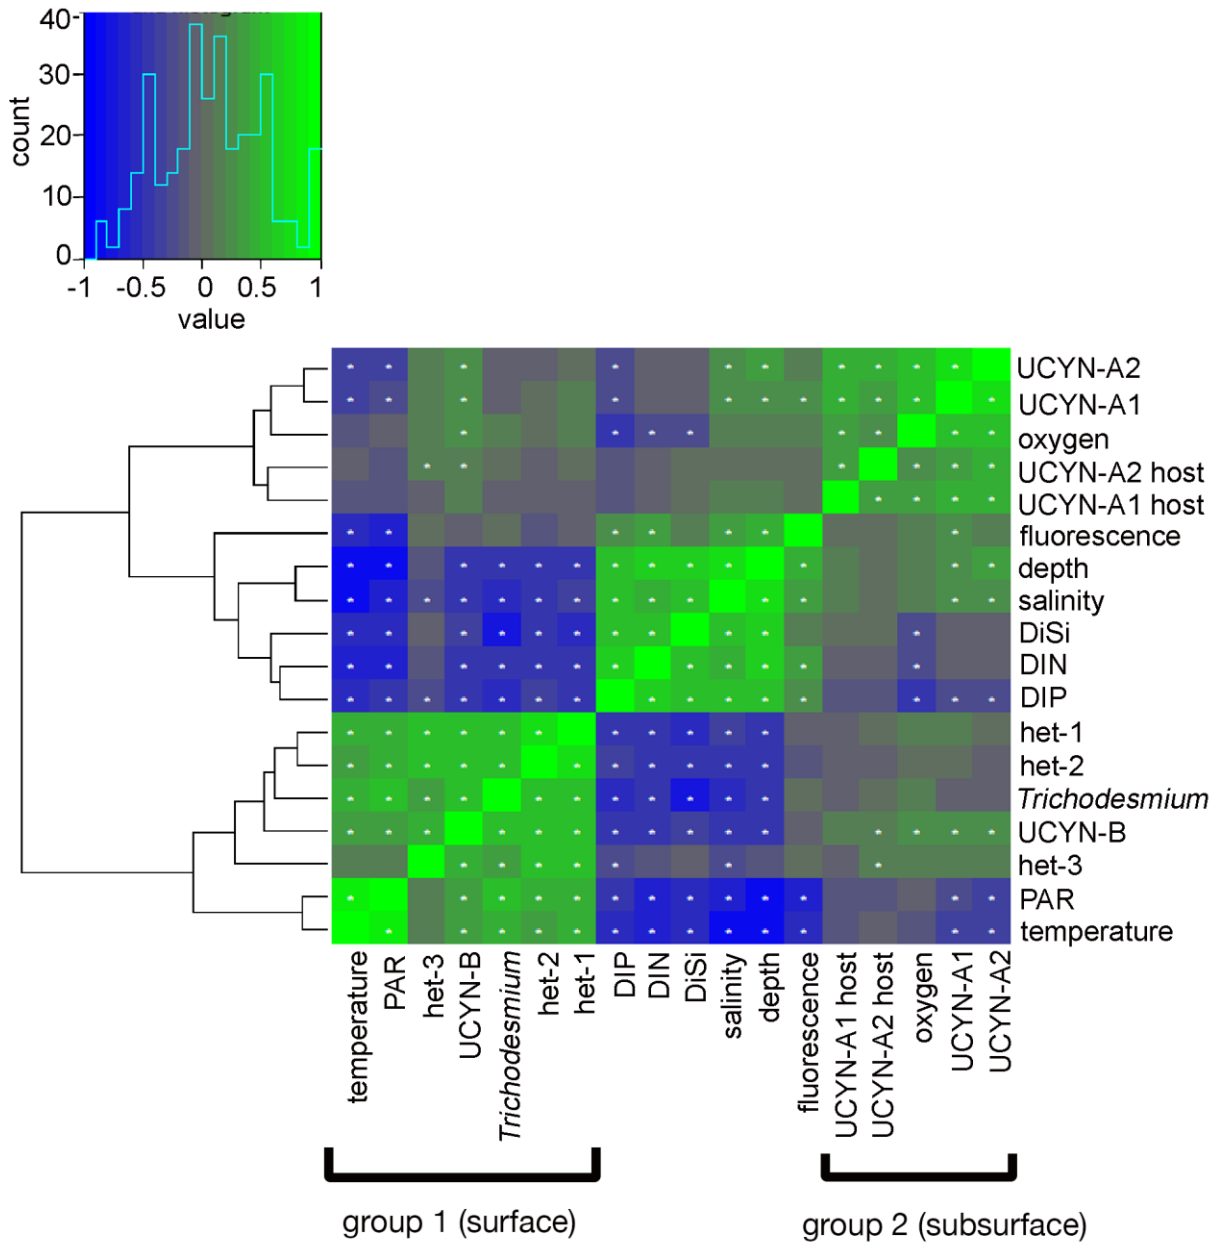 40
30
20
10
0
count
-1 -0.5 0 0.5 1
value
UCYN-A2
UCYN-A1
oxygen
UCYN-A2 host
UCYN-A1 host
fluorescence
depth
salinity
DiSi
DIN
DIP
het-1
het-2
Trichodesmium
UCYN-B
het-3
PAR
temperature
temperature
PAR
het-3
UCYN-B
Trichodesmium
het-2
het-1
DIP
DIN
DiSi
salinity
depth
fluorescence
UCYN-A1 host
UCYN-A2 host
oxygen
UCYN-A1
UCYN-A2
group 1 (surface)
group 2 (subsurface)